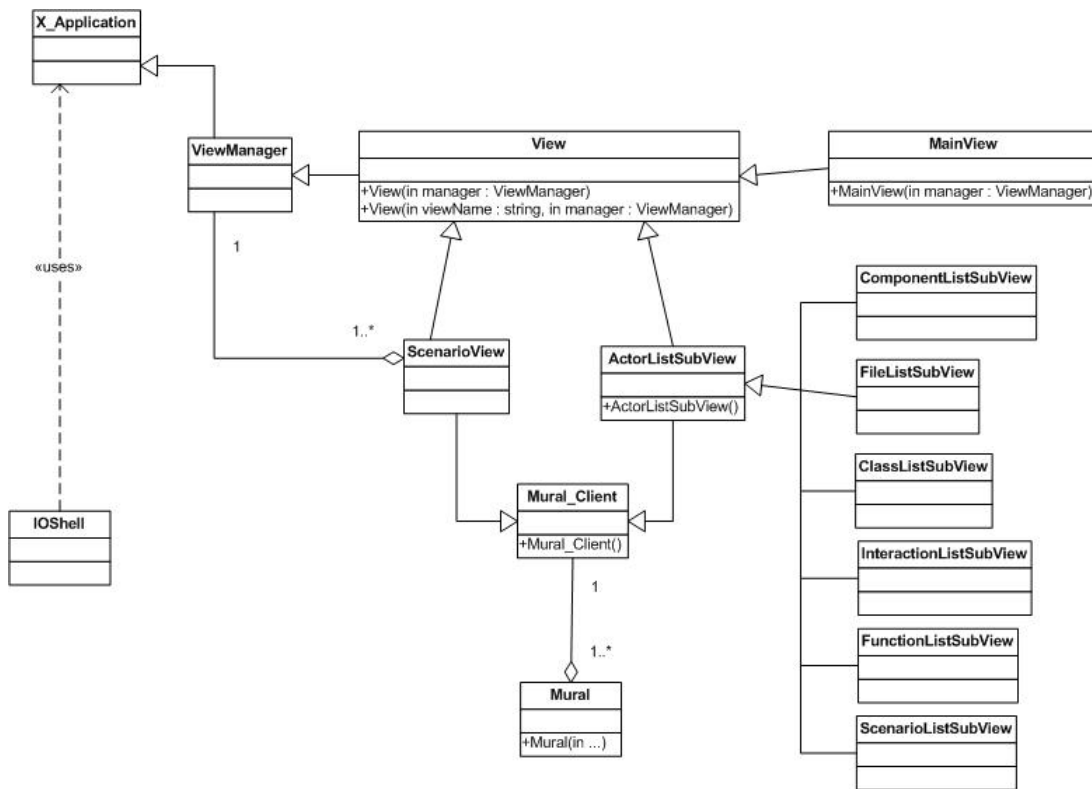 X_Application
ViewManager
View
+View(in manager : ViewManager)
+View(in viewName : string, in manager : ViewManager)
MainView
+MainView(in manager : ViewManager)
1
«uses»
1..*
ScenarioView
ActorListSubView
+ActorListSubView()
ComponentListSubView
FileListSubView
ClassListSubView
InteractionListSubView
FunctionListSubView
ScenarioListSubView
IOShell
Mural_Client
+Mural_Client()
1
1..*
Mural
+Mural(in ...)